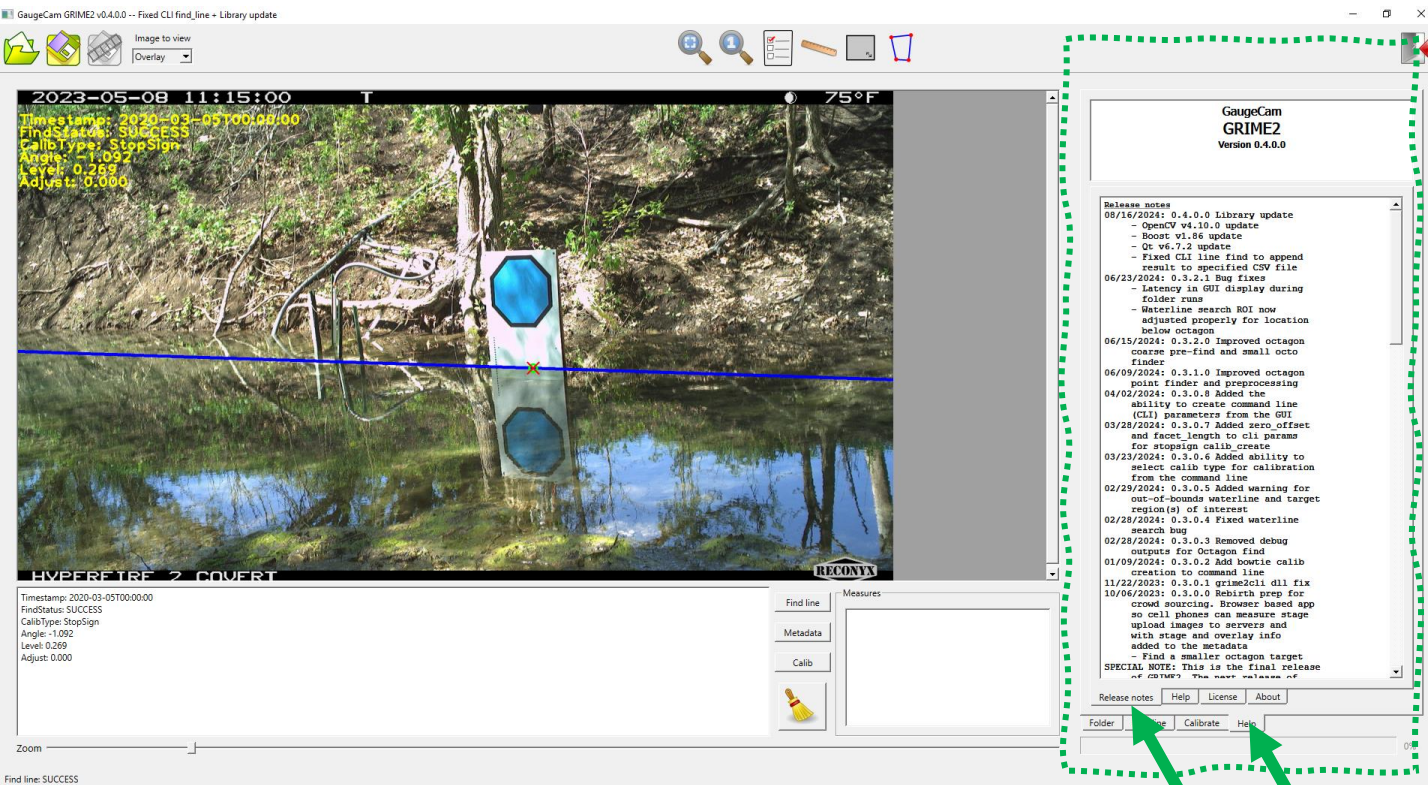 GaugeCam GRIME2 v0.4.0.0 -- Fixed CLI find_line + Library update
Image to view
Overlay
2023-05-08 11:15:00 T 75°F
Timestamp: 2020-03-05T00:00:00
FindStatus: SUCCESS
CalibType: StopSign
Angle: -1.092
Level: 0.269
Adjust: 0.000
HYPERFIRE 2 COVERT
RECONYX
Timestamp: 2020-03-05T00:00:00
FindStatus: SUCCESS
CalibType: StopSign
Angle: -1.092
Level: 0.269
Adjust: 0.000
Find line
Metadata
Calib
Measures
Zoom
Find line: SUCCESS
GaugeCam
GRIME2
Version 0.4.0.0
Release notes
08/16/2024: 0.4.0.0 Library update
- OpenCV v4.10.0 update
- Boost v1.86 update
- Qt v6.7.2 update
- Fixed CLI line find to append
result to specified CSV file
06/23/2024: 0.3.2.1 Bug fixes
- Latency in GUI display during
folder runs
- Waterline search ROI now
adjusted properly for location
below octagon
06/15/2024: 0.3.2.0 Improved octagon
coarse pre-find and small octo
finder
06/09/2024: 0.3.1.0 Improved octagon
point finder and preprocessing
04/02/2024: 0.3.0.8 Added the
ability to create command line
(CLI) parameters from the GUI
03/28/2024: 0.3.0.7 Added zero_offset
and facet_length to cli params
for stopsign calib_create
03/23/2024: 0.3.0.6 Added ability to
select calib type for calibration
from the command line
02/29/2024: 0.3.0.5 Added warning for
out-of-bounds waterline and target
region(s) of interest
02/28/2024: 0.3.0.4 Fixed waterline
search bug
02/28/2024: 0.3.0.3 Removed debug
outputs for Octagon find
01/09/2024: 0.3.0.2 Add bowtie calib
creation to command line
11/22/2023: 0.3.0.1 grime2cli dll fix
10/06/2023: 0.3.0.0 Rebirth prep for
crowd sourcing. Browser based app
so cell phones can measure stage
upload images to servers and
with stage and overlay info
added to the metadata
- Find a smaller octagon target
SPECIAL NOTE: This is the final release
of GRIME2. The next release of
Release notes Help License About
Folder Calibrate Help
0%